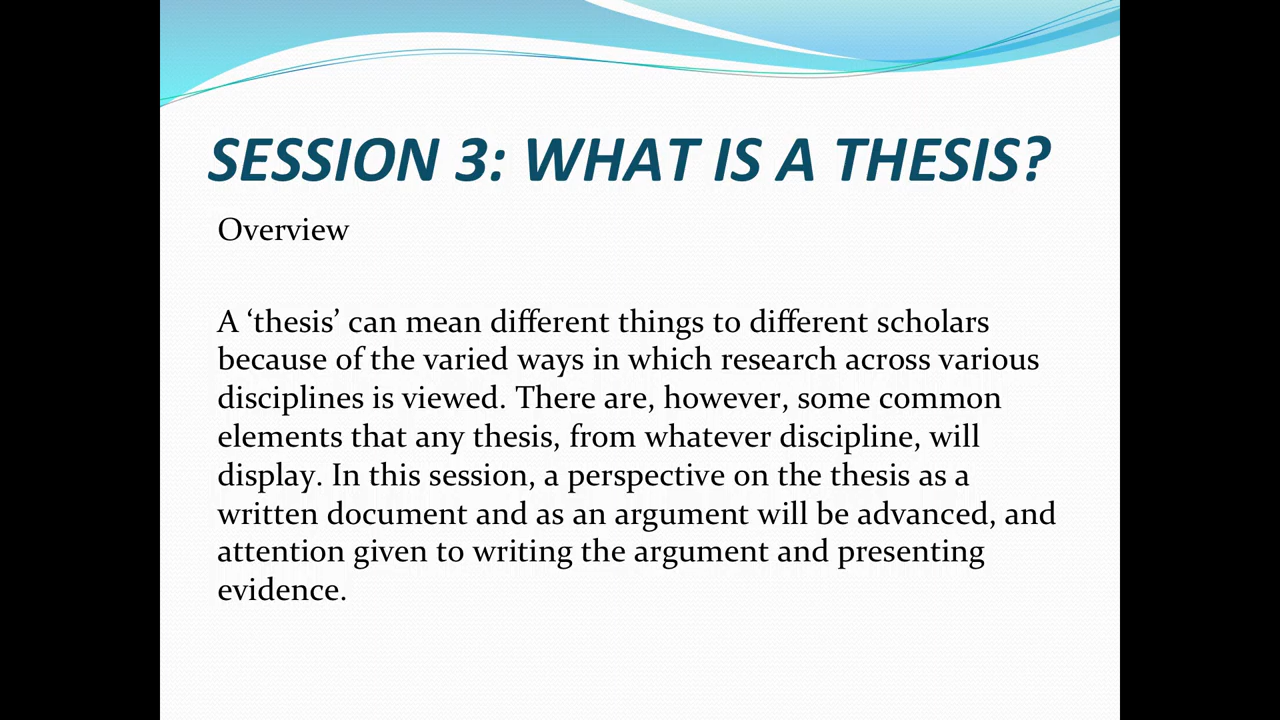 SESSION 3: WHAT IS A THESIS?
Overview
A ‘thesis’ can mean different things to different scholars
because of the varied ways in which research across various
disciplines is viewed. There are, however, some common
elements that any thesis, from whatever discipline, will
display. In this session, a perspective on the thesis as a
written document and as an argument will be advanced, and
attention given to writing the argument and presenting
evidence.